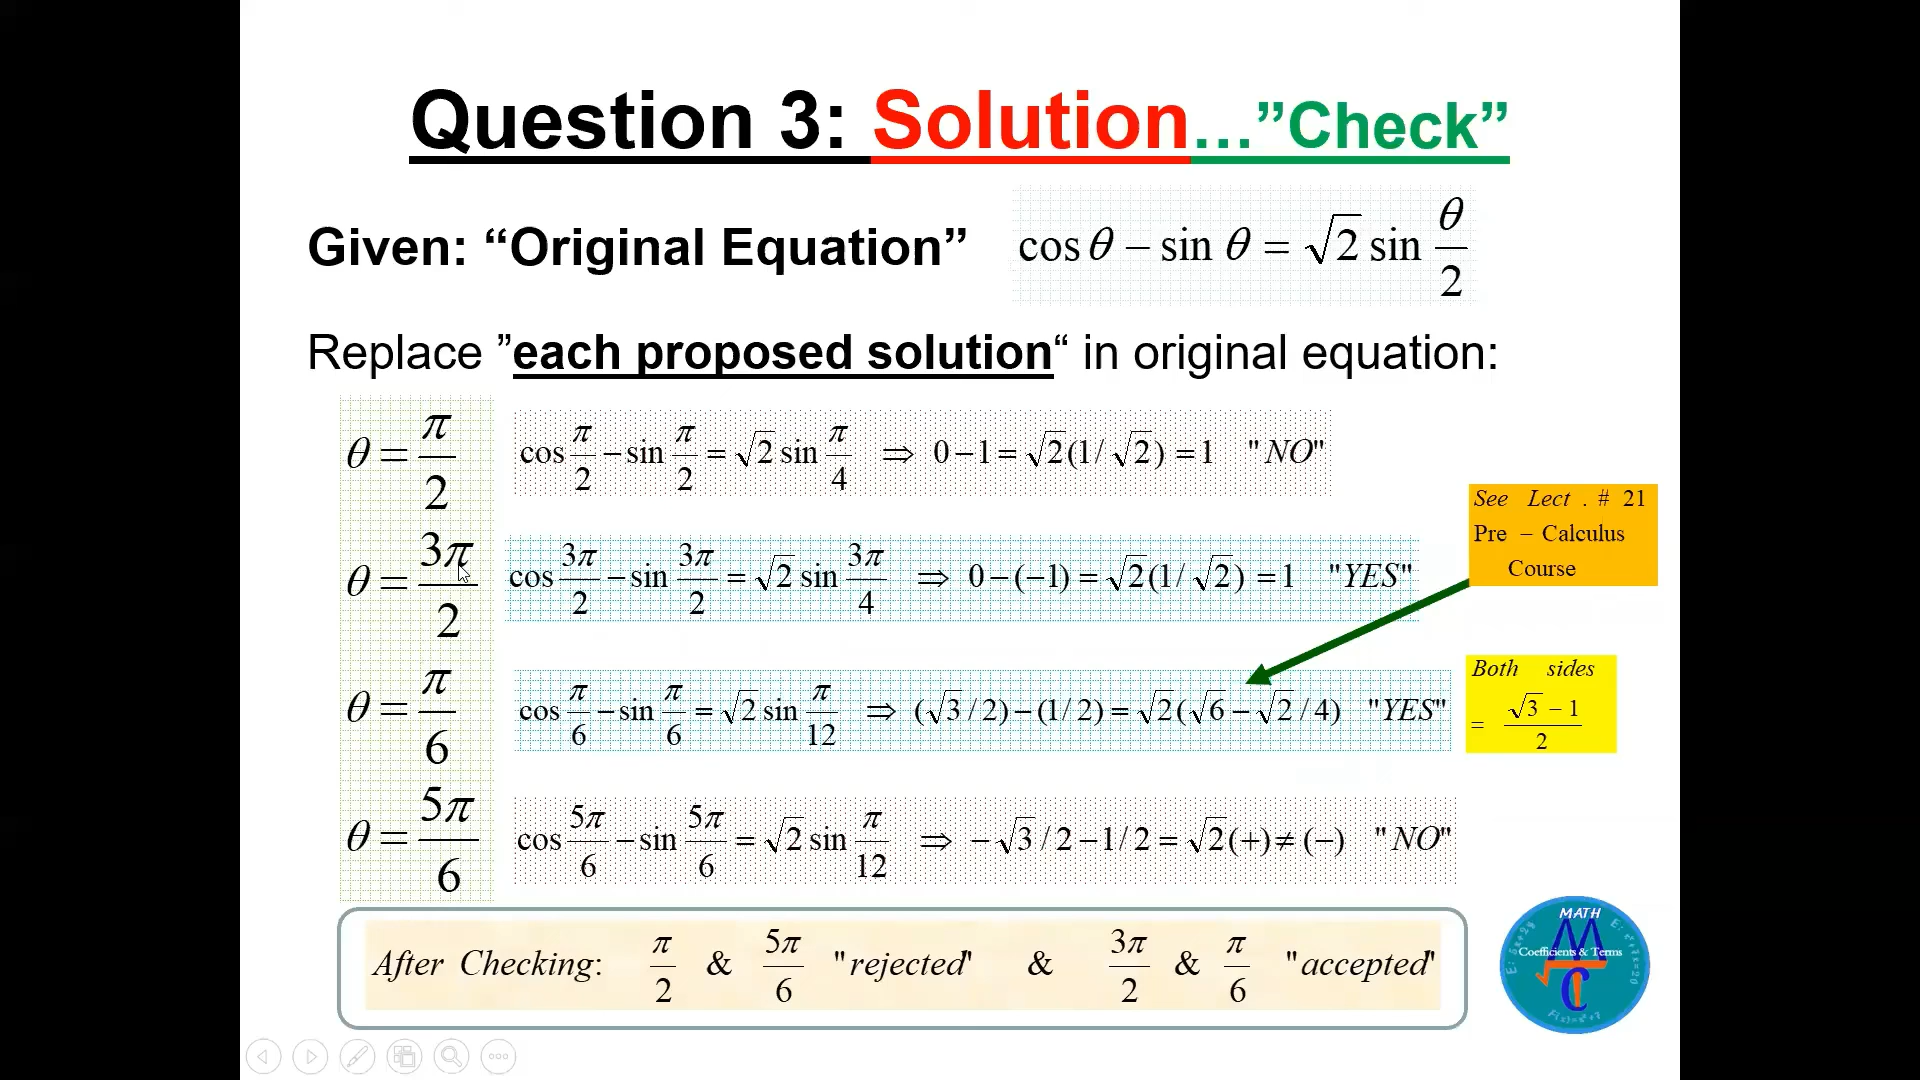 Question 3: Solution...”Check”
Given: “Original Equation” cos θ − sin θ = √2 sin θ/2
Replace ”each proposed solution“ in original equation:
θ = π/2 cos π/2 − sin π/2 = √2 sin π/4 ⇒ 0 − 1 = √2(1/√2) = 1 "NO"
See Lect . # 21
Pre − Calculus
Course
θ = 3π/2 cos 3π/2 − sin 3π/2 = √2 sin 3π/4 ⇒ 0 − (−1) = √2(1/√2) = 1 "YES"
θ = π/6 cos π/6 − sin π/6 = √2 sin π/12 ⇒ (√3/2) − (1/2) = √2(√6 − √2/4) "YES"
Both sides
= √3 − 1/2
θ = 5π/6 cos 5π/6 − sin 5π/6 = √2 sin π/12 ⇒ −√3/2 − 1/2 = √2(+) ≠ (−) "NO"
After Checking: π/2 & 5π/6 "rejected" & 3π/2 & π/6 "accepted"
MATH
Coefficients & Terms